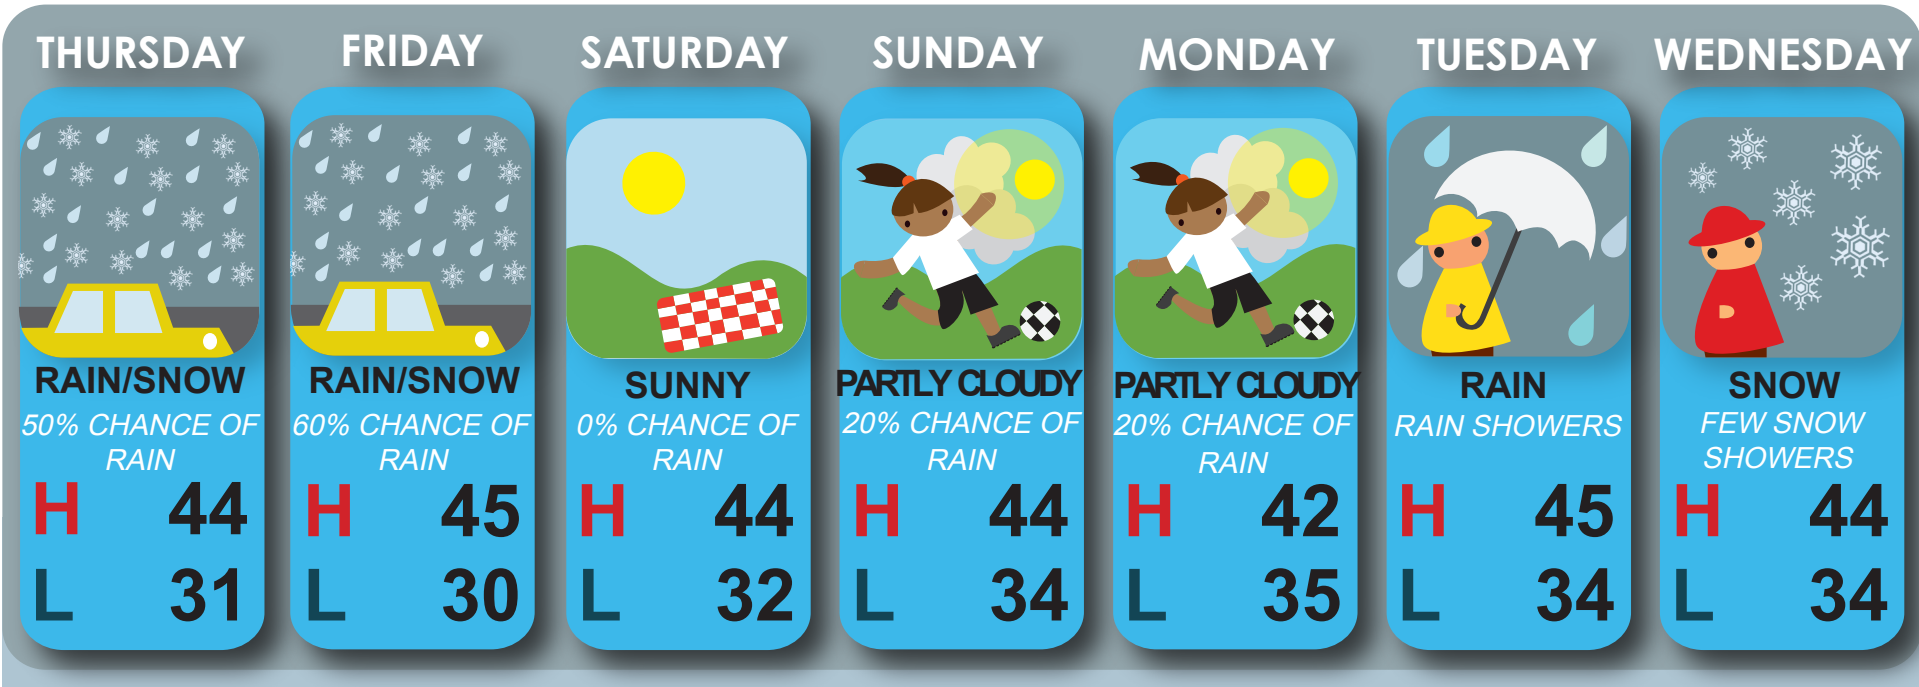 THURSDAY
RAIN/SNOW
50% CHANCE OF
RAIN
H 44
L 31
FRIDAY
RAIN/SNOW
60% CHANCE OF
RAIN
H 45
L 30
SATURDAY
SUNNY
0% CHANCE OF
RAIN
H 44
L 32
SUNDAY
PARTLY CLOUDY
20% CHANCE OF
RAIN
H 44
L 34
MONDAY
PARTLY CLOUDY
20% CHANCE OF
RAIN
H 42
L 35
TUESDAY
RAIN
RAIN SHOWERS
H 45
L 34
WEDNESDAY
SNOW
FEW SNOW
SHOWERS
H 44
L 34